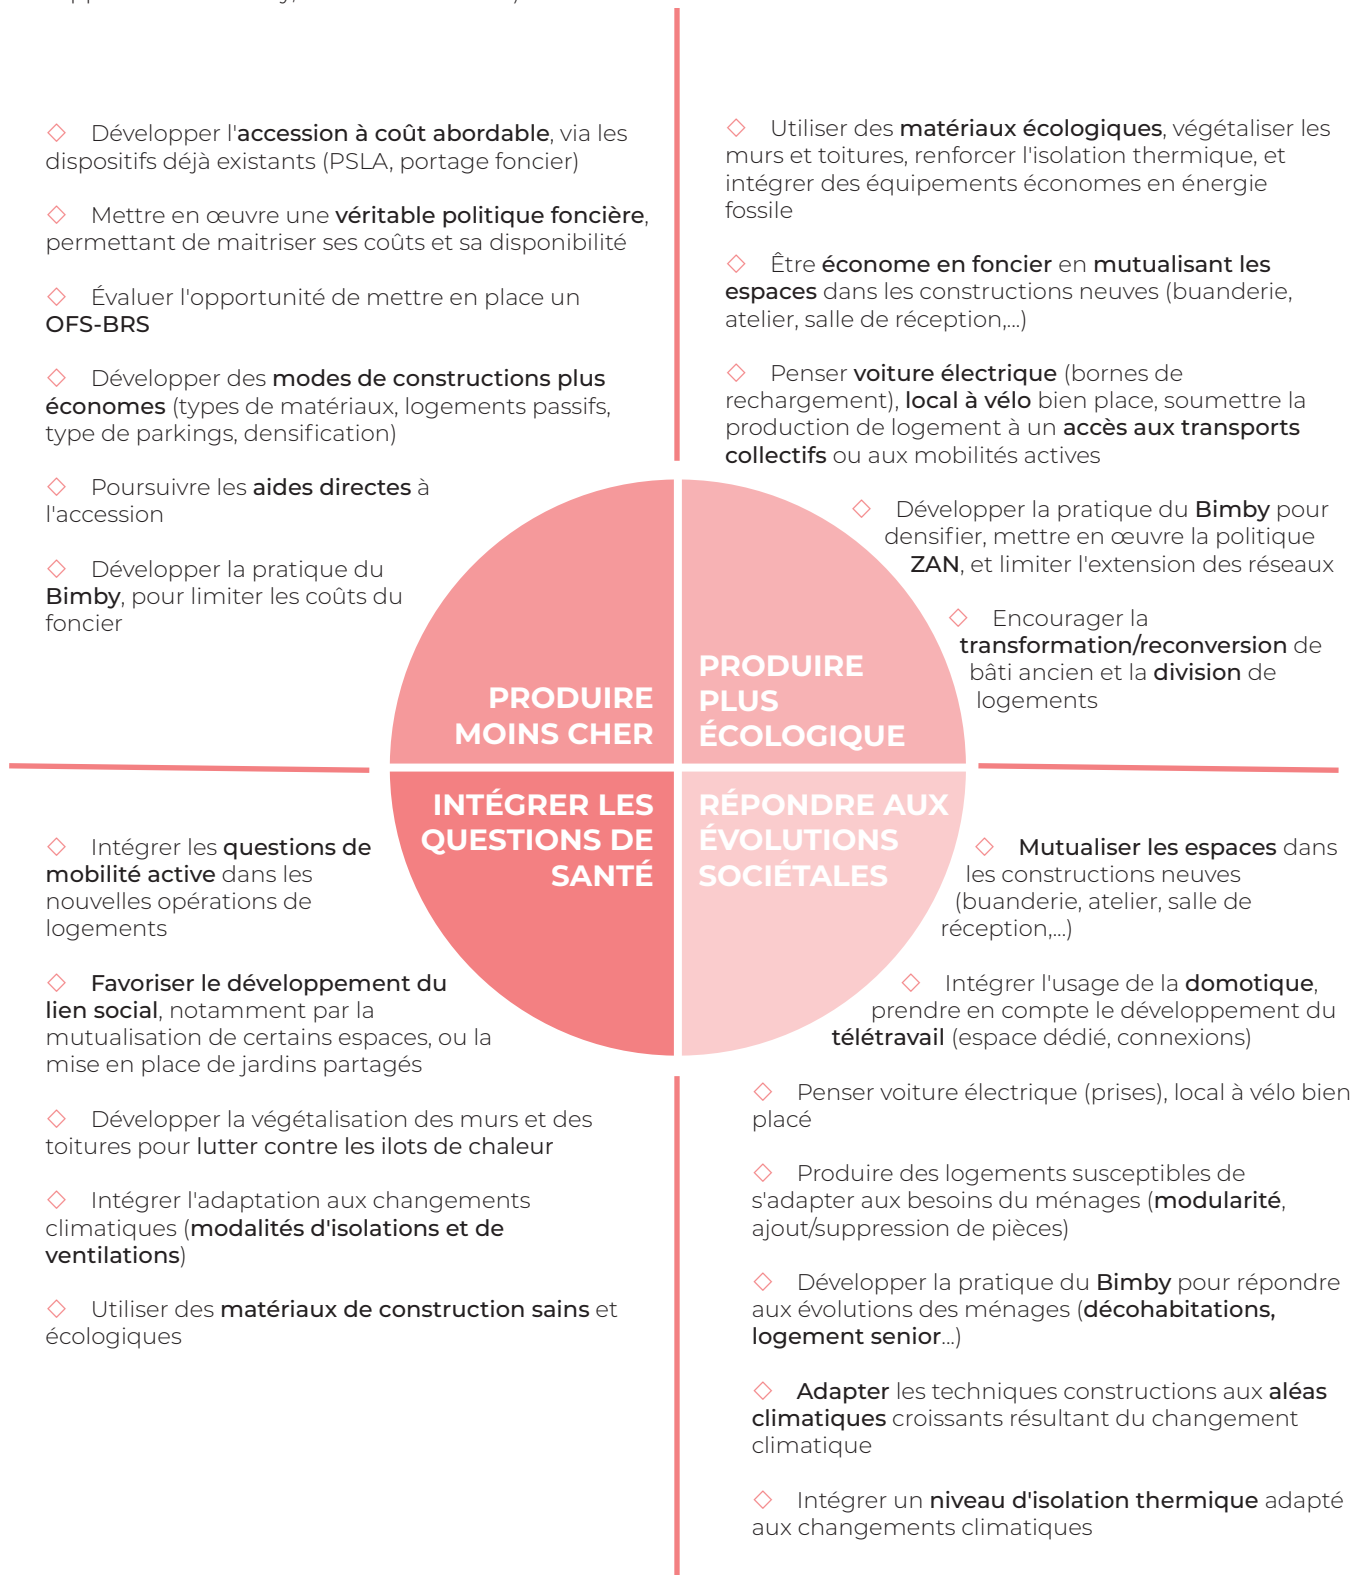 ◇ Développer l'accession à coût abordable, via les
dispositifs déjà existants (PSLA, portage foncier)
◇ Mettre en œuvre une véritable politique foncière,
permettant de maitriser ses coûts et sa disponibilité
◇ Évaluer l'opportunité de mettre en place un
OFS-BRS
◇ Développer des modes de constructions plus
économes (types de matériaux, logements passifs,
type de parkings, densification)
◇ Poursuivre les aides directes à
l'accession
◇ Développer la pratique du
Bimby, pour limiter les coûts du
foncier
PRODUIRE
MOINS CHER
◇ Utiliser des matériaux écologiques, végétaliser les
murs et toitures, renforcer l'isolation thermique, et
intégrer des équipements économes en énergie
fossile
◇ Être économe en foncier en mutualisant les
espaces dans les constructions neuves (buanderie,
atelier, salle de réception,...)
◇ Penser voiture électrique (bornes de
rechargement), local à vélo bien place, soumettre la
production de logement à un accès aux transports
collectifs ou aux mobilités actives
◇ Développer la pratique du Bimby pour
densifier, mettre en œuvre la politique
ZAN, et limiter l'extension des réseaux
◇ Encourager la
transformation/reconversion de
bâti ancien et la division de
logements
PRODUIRE
PLUS
ÉCOLOGIQUE
INTÉGRER LES
QUESTIONS DE
SANTÉ
◇ Intégrer les questions de
mobilité active dans les
nouvelles opérations de
logements
◇ Favoriser le développement du
lien social, notamment par la
mutualisation de certains espaces, ou la
mise en place de jardins partagés
◇ Développer la végétalisation des murs et des
toitures pour lutter contre les ilots de chaleur
◇ Intégrer l'adaptation aux changements
climatiques (modalités d'isolations et de
ventilations)
◇ Utiliser des matériaux de construction sains et
écologiques
RÉPONDRE AUX
ÉVOLUTIONS
SOCIÉTALES
◇ Mutualiser les espaces dans
les constructions neuves
(buanderie, atelier, salle de
réception,...)
◇ Intégrer l'usage de la domotique,
prendre en compte le développement du
télétravail (espace dédié, connexions)
◇ Penser voiture électrique (prises), local à vélo bien
placé
◇ Produire des logements susceptibles de
s'adapter aux besoins du ménages (modularité,
ajout/suppression de pièces)
◇ Développer la pratique du Bimby pour répondre
aux évolutions des ménages (décohabitations,
logement senior...)
◇ Adapter les techniques constructions aux aléas
climatiques croissants résultant du changement
climatique
◇ Intégrer un niveau d'isolation thermique adapté
aux changements climatiques